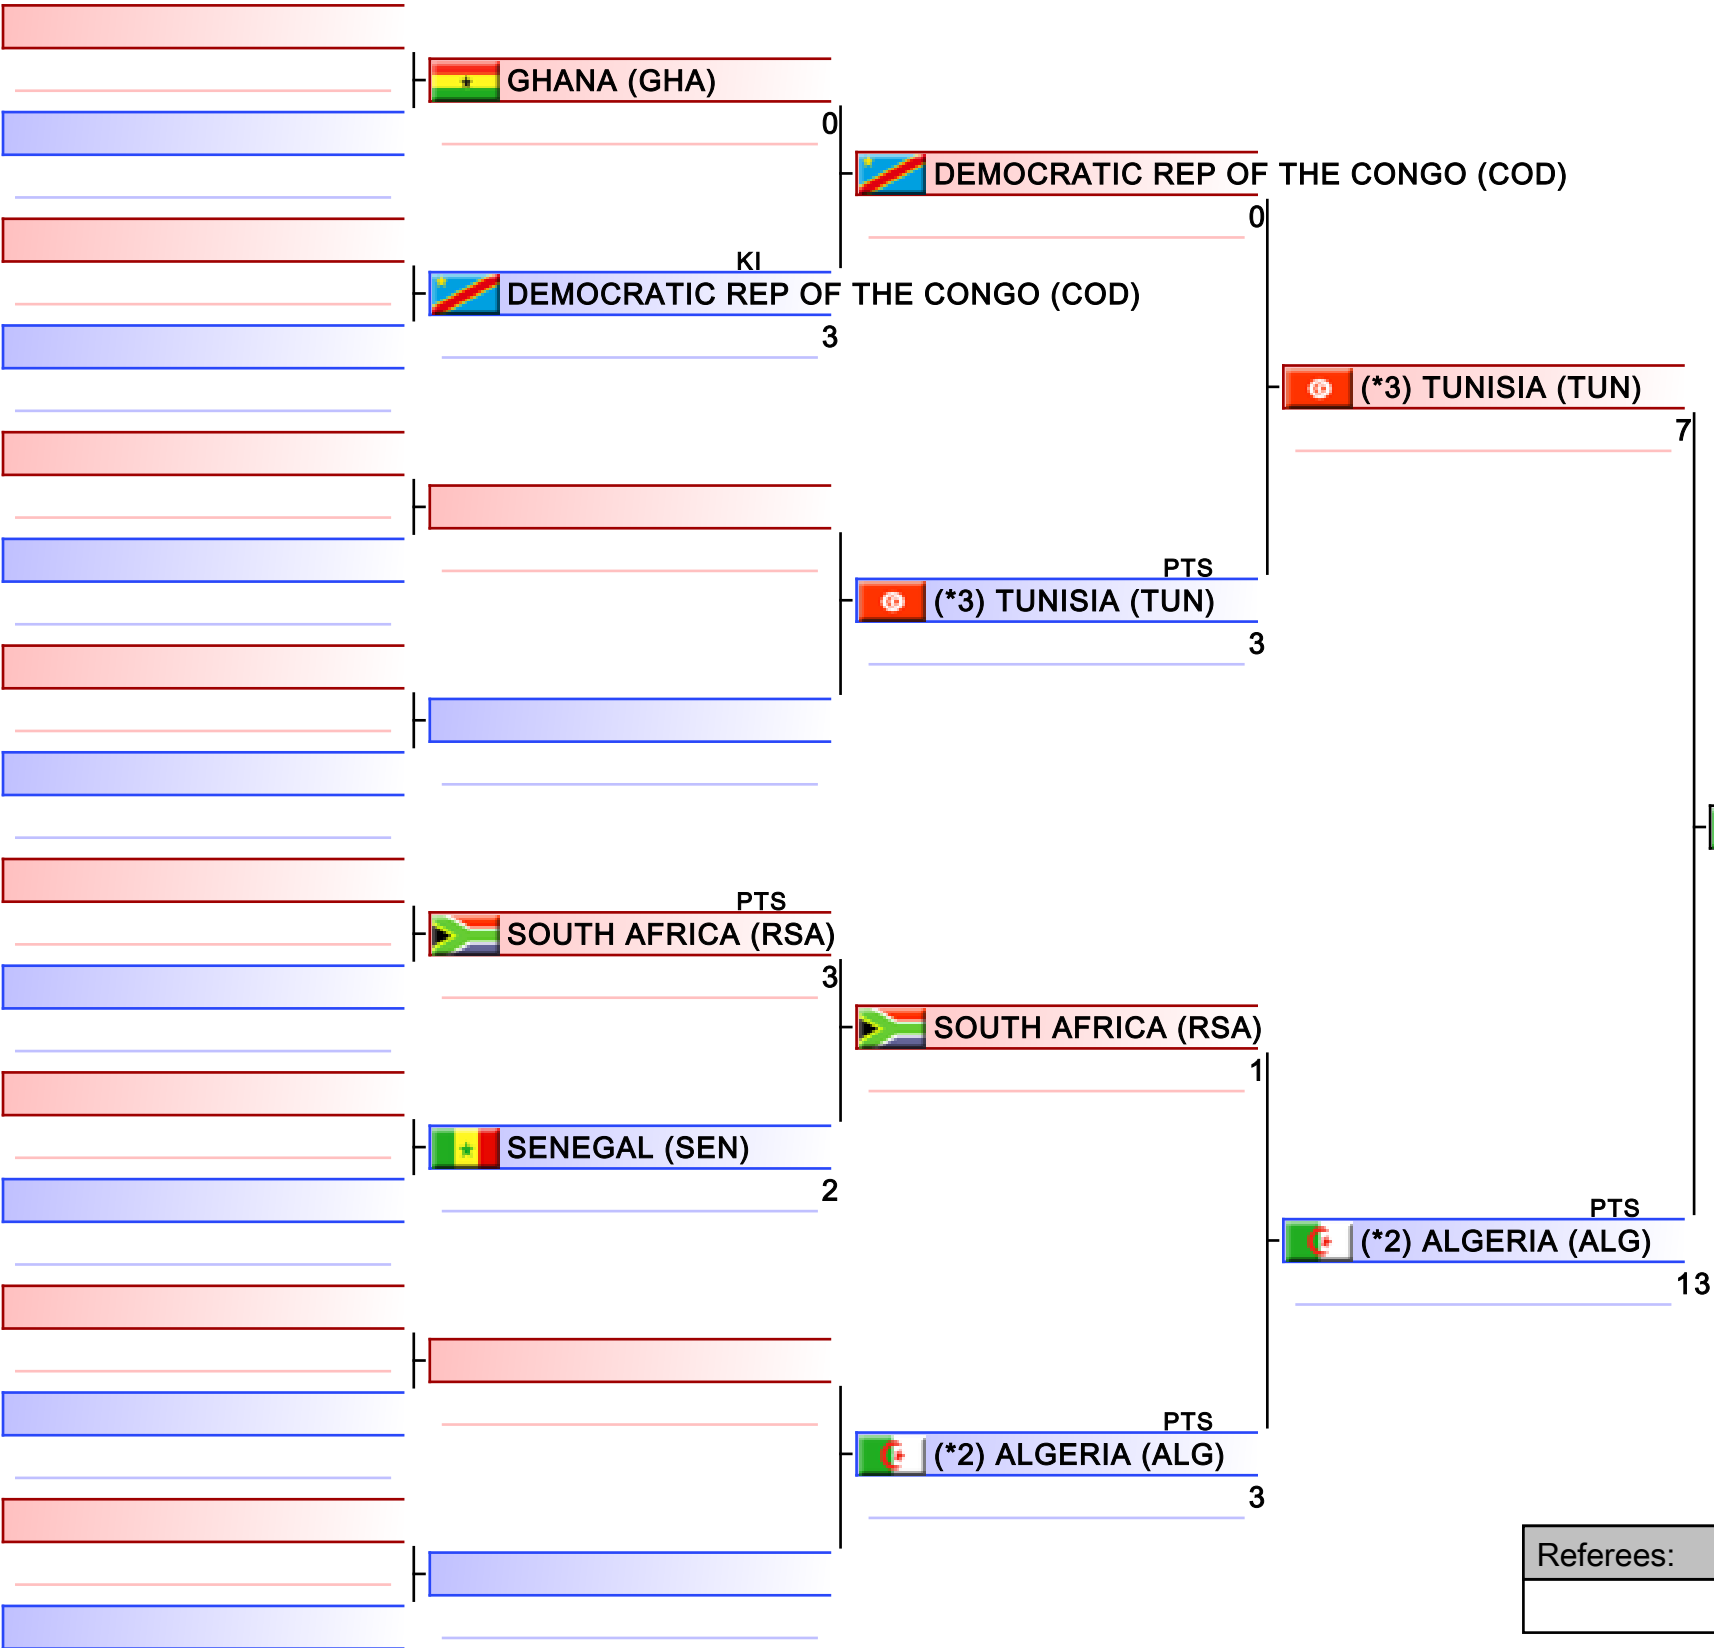 GHANA (GHA)
0
DEMOCRATIC REP OF THE CONGO (COD)
0
KI
DEMOCRATIC REP OF THE CONGO (COD)
3
(*3) TUNISIA (TUN)
7
PTS
(*3) TUNISIA (TUN)
3
PTS
SOUTH AFRICA (RSA)
3
SOUTH AFRICA (RSA)
1
SENEGAL (SEN)
2
PTS
(*2) ALGERIA (ALG)
13
PTS
(*2) ALGERIA (ALG)
3
Referees: